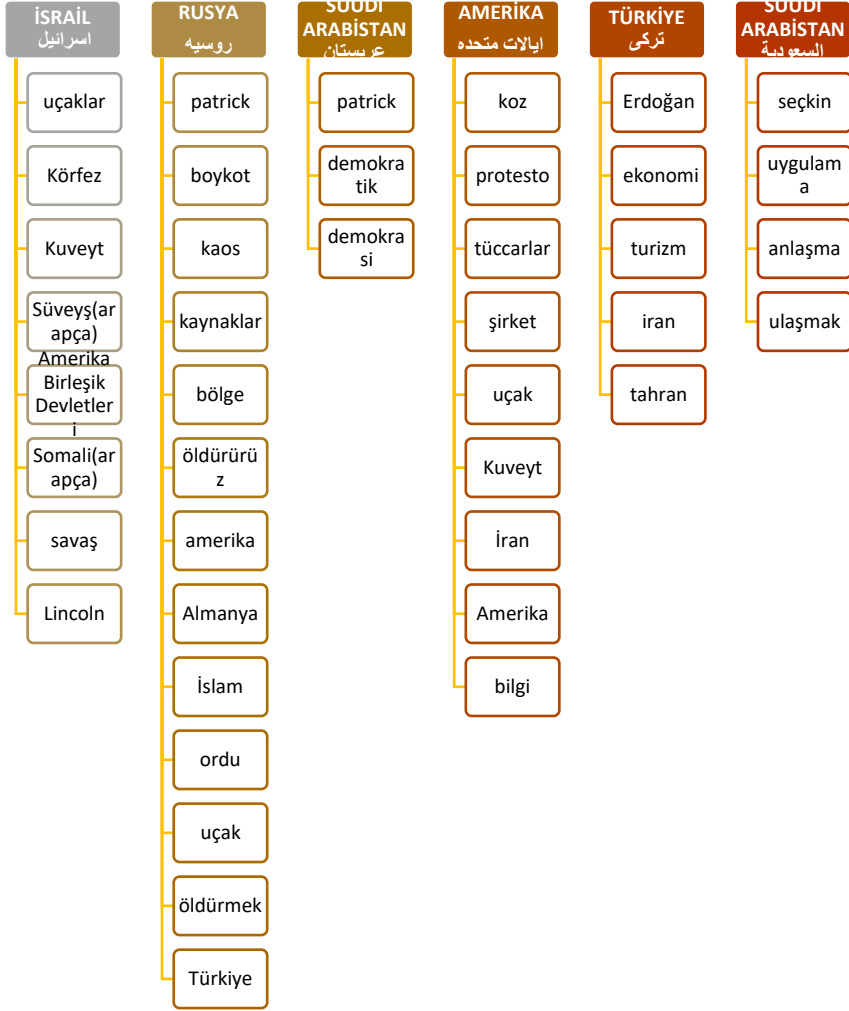 İSRAİL
اسرائیل
uçaklar
Körfez
Kuveyt
Süveyş(ar
apça)
Amerika
Birleşik
Devletler
i
Somali(ar
apça)
savaş
Lincoln
RUSYA
روسیه
patrick
boykot
kaos
kaynaklar
bölge
öldürürü
z
amerika
Almanya
İslam
ordu
uçak
öldürmek
Türkiye
SUUDİ
ARABİSTAN
عربستان
patrick
demokra
tik
demokra
si
AMERİKA
ایالات متحده
koz
protesto
tüccarlar
şirket
uçak
Kuveyt
İran
Amerika
bilgi
TÜRKİYE
ترکی
Erdoğan
ekonomi
turizm
iran
tahran
SUUDİ
ARABİSTAN
السعودية
seçkin
uygulam
a
anlaşma
ulaşmak